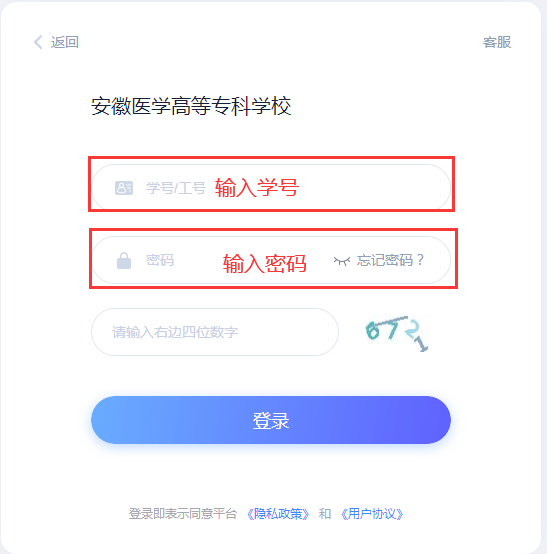 返回 客服
安徽医学高等专科学校
学号/工号 输入学号
密码 输入密码 忘记密码？
请输入右边四位数字 6721
登录
登录即表示同意平台《隐私政策》和《用户协议》